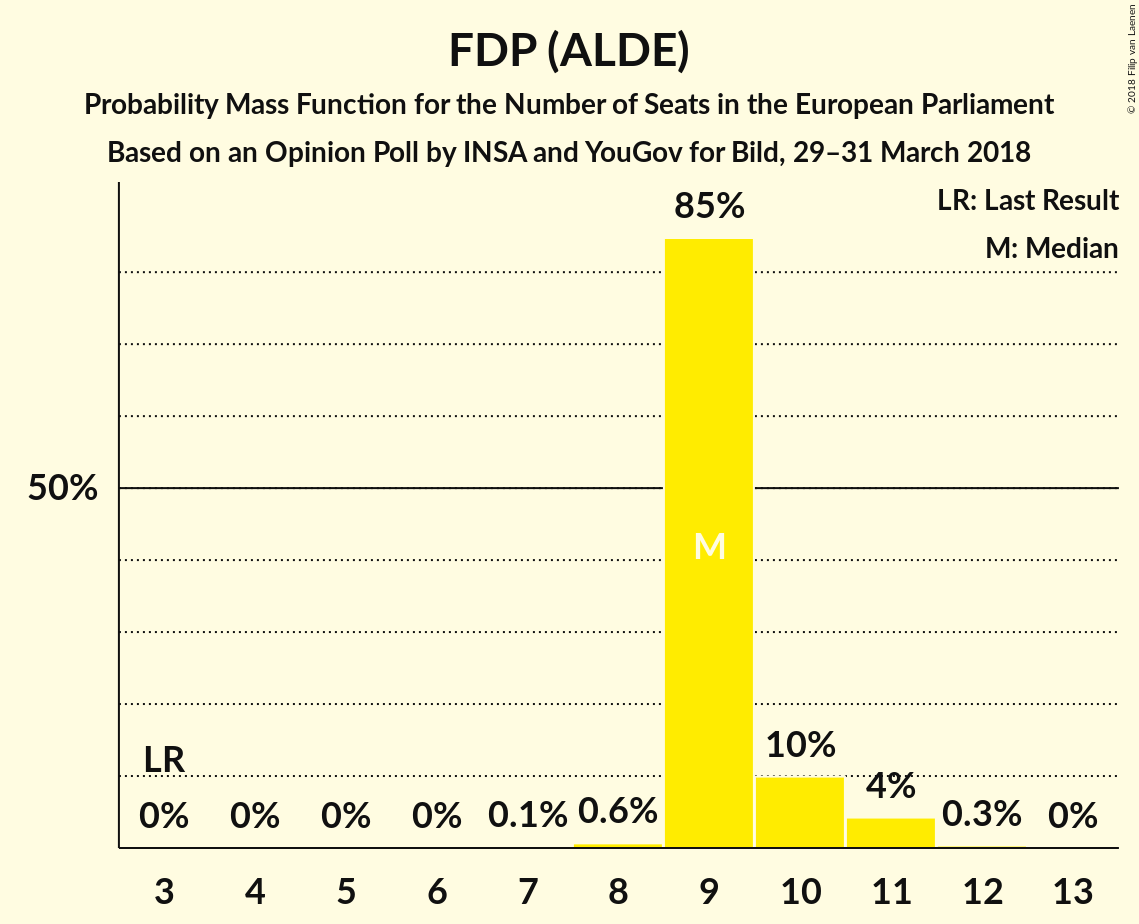 FDP (ALDE)
Probability Mass Function for the Number of Seats in the European Parliament
Based on an Opinion Poll by INSA and YouGov for Bild, 29–31 March 2018
© 2018 Filip van Laenen
LR: Last Result
M: Median
85%
50%
M
LR
0% 0% 0% 0% 0.1% 0.6% 10% 4% 0.3% 0%
3 4 5 6 7 8 9 10 11 12 13